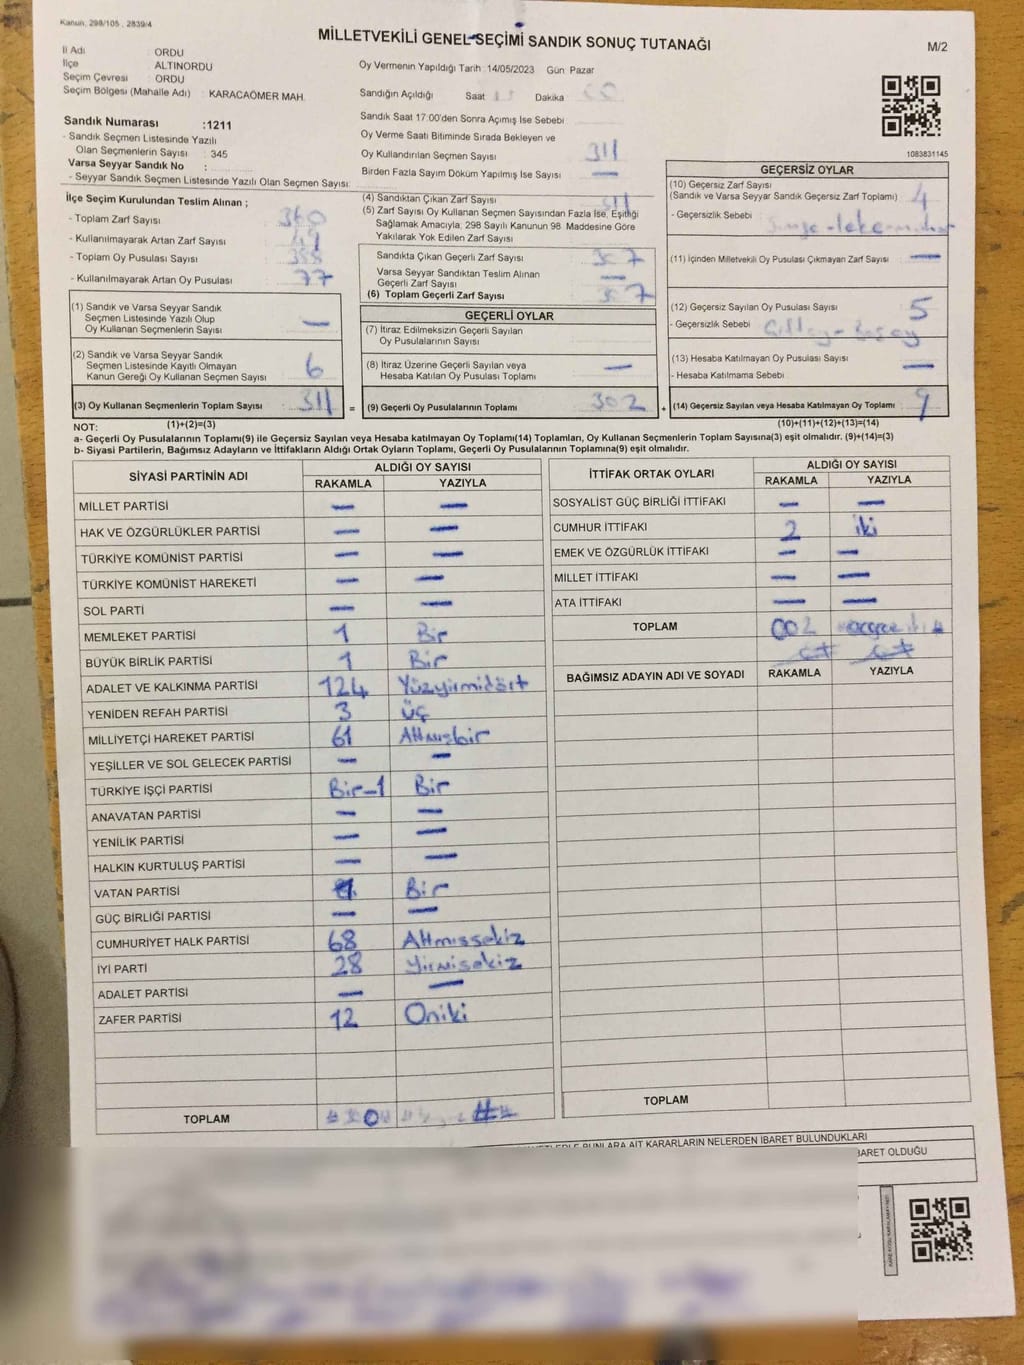 Kanun, 298/105 , 2839/4
MİLLETVEKİLİ GENEL SEÇİMİ SANDIK SONUÇ TUTANAĞI
M/2
İl Adı : ORDU
İlçe : ALTINORDU
Seçim Çevresi : ORDU
Seçim Bölgesi (Mahalle Adı) : KARACAÖMER MAH.
Oy Vermenin Yapıldığı Tarih : 14/05/2023 Gün Pazar
Sandığın Açıldığı Saat Dakika
Sandık Saat 17:00'den Sonra Açımış İse Sebebi :
Oy Verme Saati Bitiminde Sırada Bekleyen ve
Oy Kullandırılan Seçmen Sayısı : 311
Birden Fazla Sayım Döküm Yapılmış İse Sayısı : —
1083831145
Sandık Numarası :1211
- Sandık Seçmen Listesinde Yazılı
Olan Seçmenlerin Sayısı : 345
Varsa Seyyar Sandık No :
- Seyyar Sandık Seçmen Listesinde Yazılı Olan Seçmen Sayısı:
İlçe Seçim Kurulundan Teslim Alınan ;
- Toplam Zarf Sayısı : 360
- Kullanılmayarak Artan Zarf Sayısı : 49
- Toplam Oy Pusulası Sayısı :
- Kullanılmayarak Artan Oy Pusulası : 77
(1) Sandık ve Varsa Seyyar Sandık
Seçmen Listesinde Yazılı Olup
Oy Kullanan Seçmenlerin Sayısı : —
(2) Sandık ve Varsa Seyyar Sandık
Seçmen Listesinde Kayıtlı Olmayan
Kanun Gereği Oy Kullanan Seçmen Sayısı : 6
(3) Oy Kullanan Seçmenlerin Toplam Sayısı : 311
(4) Sandıktan Çıkan Zarf Sayısı : 311
(5) Zarf Sayısı Oy Kullanan Seçmen Sayısından Fazla İse, Eşitliği
Sağlamak Amacıyla, 298 Sayılı Kanunun 98. Maddesine Göre
Yakılarak Yok Edilen Zarf Sayısı :
Sandıkta Çıkan Geçerli Zarf Sayısı : 307
Varsa Seyyar Sandıktan Teslim Alınan
Geçerli Zarf Sayısı : —
(6) Toplam Geçerli Zarf Sayısı : 307
GEÇERLİ OYLAR
(7) İtiraz Edilmeksizin Geçerli Sayılan
Oy Pusulalarının Sayısı :
(8) İtiraz Üzerine Geçerli Sayılan veya
Hesaba Katılan Oy Pusulası Toplamı : —
= (9) Geçerli Oy Pusulalarının Toplamı : 302 +
GEÇERSİZ OYLAR
(10) Geçersiz Zarf Sayısı
(Sandık ve Varsa Seyyar Sandık Geçersiz Zarf Toplamı) : 4
- Geçersizlik Sebebi :
(11) İçinden Milletvekili Oy Pusulası Çıkmayan Zarf Sayısı : —
(12) Geçersiz Sayılan Oy Pusulası Sayısı : 5
- Geçersizlik Sebebi :
(13) Hesaba Katılmayan Oy Pusulası Sayısı : —
- Hesaba Katılmama Sebebi :
(14) Geçersiz Sayılan veya Hesaba Katılmayan Oy Toplamı : 9
NOT: (1)+(2)=(3)
(10)+(11)+(12)+(13)=(14)
a- Geçerli Oy Pusulalarının Toplamı(9) ile Geçersiz Sayılan veya Hesaba katılmayan Oy Toplamı(14) Toplamları, Oy Kullanan Seçmenlerin Toplam Sayısına(3) eşit olmalıdır. (9)+(14)=(3)
b- Siyasi Partilerin, Bağımsız Adayların ve İttifakların Aldığı Ortak Oyların Toplamı, Geçerli Oy Pusulalarının Toplamına(9) eşit olmalıdır.
SİYASİ PARTİNİN ADI
ALDIĞI OY SAYISI
RAKAMLA YAZIYLA
MİLLET PARTİSİ — —
HAK VE ÖZGÜRLÜKLER PARTİSİ — —
TÜRKİYE KOMÜNİST PARTİSİ — —
TÜRKİYE KOMÜNİST HAREKETİ — —
SOL PARTİ — —
MEMLEKET PARTİSİ 1 Bir
BÜYÜK BİRLİK PARTİSİ 1 Bir
ADALET VE KALKINMA PARTİSİ 124 Yüzyirmidört
YENİDEN REFAH PARTİSİ 3 üç
MİLLİYETÇİ HAREKET PARTİSİ 61 Altmışbir
YEŞİLLER VE SOL GELECEK PARTİSİ — —
TÜRKİYE İŞÇİ PARTİSİ Bir-1 Bir
ANAVATAN PARTİSİ — —
YENİLİK PARTİSİ — —
HALKIN KURTULUŞ PARTİSİ — —
VATAN PARTİSİ 1 Bir
GÜÇ BİRLİĞİ PARTİSİ — —
CUMHURİYET HALK PARTİSİ 68 Altmıssekiz
İYİ PARTİ 28 Yirmisekiz
ADALET PARTİSİ — —
ZAFER PARTİSİ 12 Oniki
TOPLAM
İTTİFAK ORTAK OYLARI
ALDIĞI OY SAYISI
RAKAMLA YAZIYLA
SOSYALİST GÜÇ BİRLİĞİ İTTİFAKI — —
CUMHUR İTTİFAKI 2 iki
EMEK VE ÖZGÜRLÜK İTTİFAKI — —
MİLLET İTTİFAKI — —
ATA İTTİFAKI — —
TOPLAM 002
BAĞIMSIZ ADAYIN ADI VE SOYADI RAKAMLA YAZIYLA
TOPLAM
BUNLARA AİT KARARLARIN NELERDEN İBARET BULUNDUKLARI
İBARET OLDUĞU